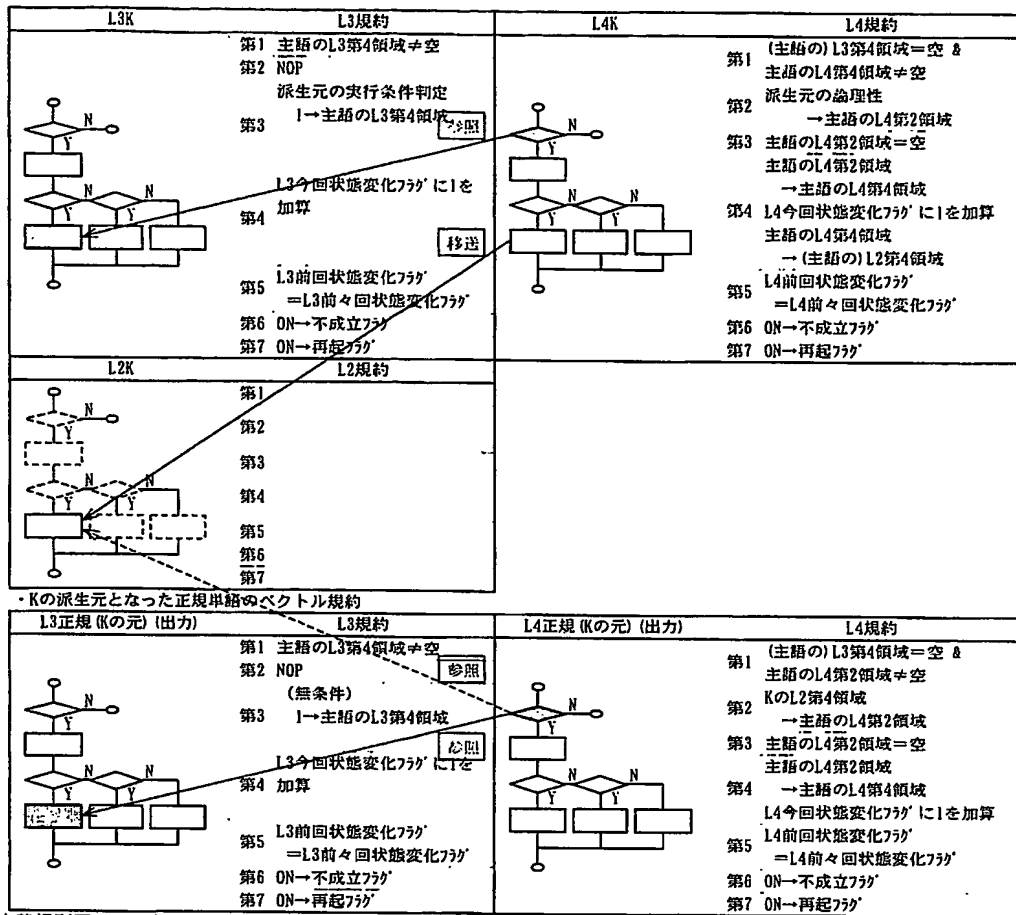 L3K L3規約
第1 主語のL3第4領域≠空
第2 NOP
派生元の実行条件判定
第3 1→主語のL3第4領域
参照
N
Y
N N
Y Y
L3今回状態変化フラグに1を
第4 加算
移送
第5 L3前回状態変化フラグ
=L3前々回状態変化フラグ
第6 ON→不成立フラグ
第7 ON→再起フラグ
L4K L4規約
第1 (主語の)L3第4領域=空 &
主語のL4第4領域≠空
第2 派生元の論理性
→主語のL4第2領域
第3 主語のL4第2領域=空
主語のL4第2領域
→主語のL4第4領域
第4 L4今回状態変化フラグに1を加算
主語のL4第4領域
→(主語の)L2第4領域
第5 L4前回状態変化フラグ
=L4前々回状態変化フラグ
第6 ON→不成立フラグ
第7 ON→再起フラグ
N
Y
N N
Y Y
L2K L2規約
第1
第2
第3
第4
第5
第6
第7
N
Y
N N
Y Y
・Kの派生元となった正規単語のベクトル規約
L3正規(Kの元)(出力) L3規約
第1 主語のL3第4領域≠空
第2 NOP
参照
(無条件)
第3 1→主語のL3第4領域
参照
L3今回状態変化フラグに1を
第4 加算
第5 L3前回状態変化フラグ
=L3前々回状態変化フラグ
第6 ON→不成立フラグ
第7 ON→再起フラグ
N
Y
N N
Y Y
L4正規(Kの元)(出力) L4規約
第1 (主語の)L3第4領域=空 &
主語のL4第2領域≠空
第2 KのL2第4領域
→主語のL4第2領域
第3 主語のL4第2領域=空
主語のL4第2領域
第4 →主語のL4第4領域
L4今回状態変化フラグに1を加算
第5 L4前回状態変化フラグ
=L4前々回状態変化フラグ
第6 ON→不成立フラグ
第7 ON→再起フラグ
N
Y
N N
Y Y